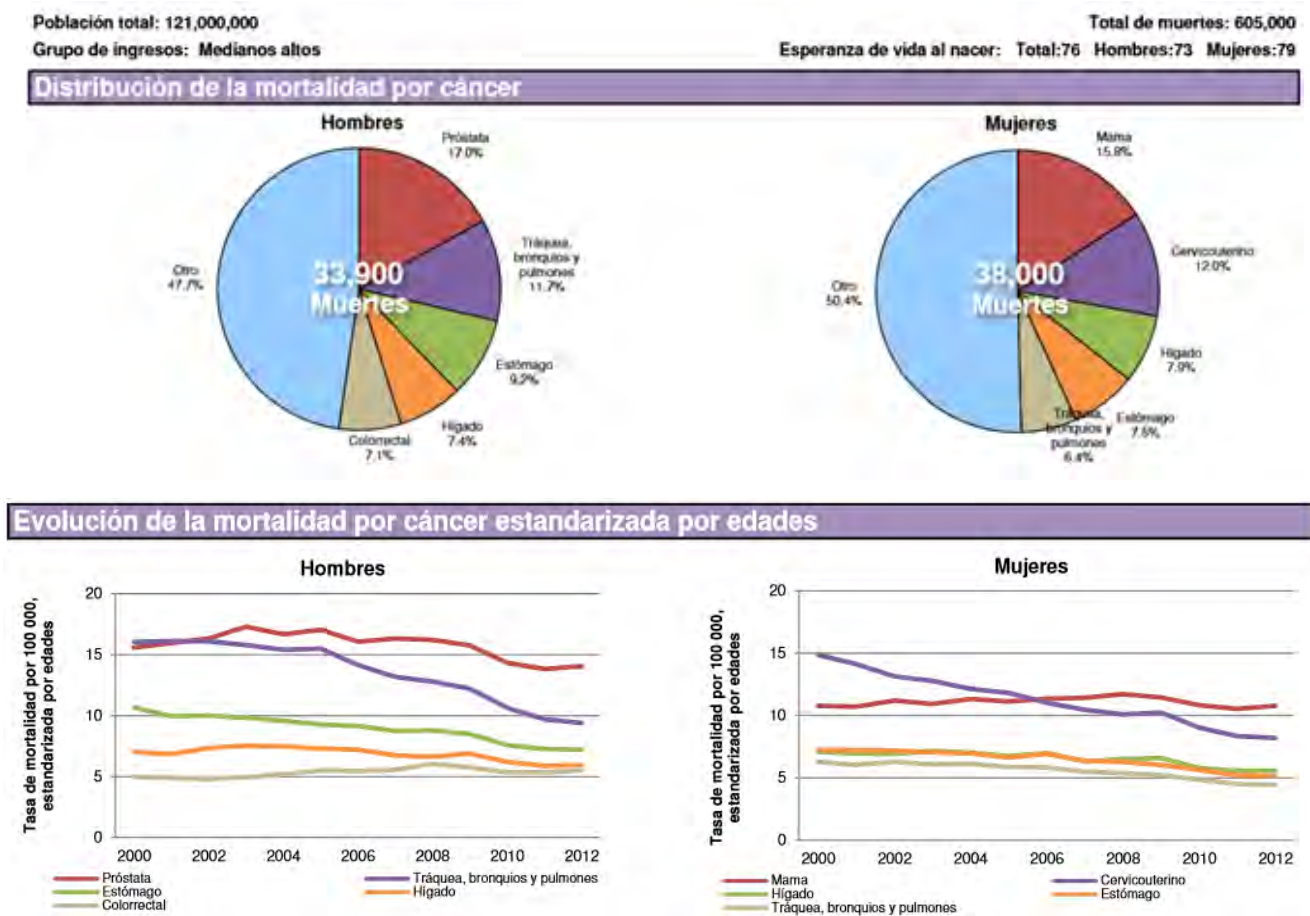 Población total: 121,000,000
Total de muertes: 605,000
Grupo de ingresos: Medianos altos
Esperanza de vida al nacer: Total:76 Hombres:73 Mujeres:79
Distribución de la mortalidad por cáncer
Hombres
Próstata
17.0%
Tráquea,
bronquios y
pulmones
11.7%
Estómago
9.2%
Hígado
7.4%
Colorrectal
7.1%
Otro
47.7%
33,900
Muertes
Mujeres
Mama
15.8%
Cervicouterino
12.0%
Hígado
7.9%
Estómago
7.5%
Tráquea,
bronquios y
pulmones
6.4%
Otro
50.4%
38,000
Muertes
Evolución de la mortalidad por cáncer estandarizada por edades
Hombres
Tasa de mortalidad por 100 000,
estandarizada por edades
20
15
10
5
0
2000 2002 2004 2006 2008 2010 2012
Próstata
Tráquea, bronquios y pulmones
Estómago
Hígado
Colorrectal
Mujeres
Tasa de mortalidad por 100 000,
estandarizada por edades
20
15
10
5
0
2000 2002 2004 2006 2008 2010 2012
Mama
Cervicouterino
Hígado
Estómago
Tráquea, bronquios y pulmones